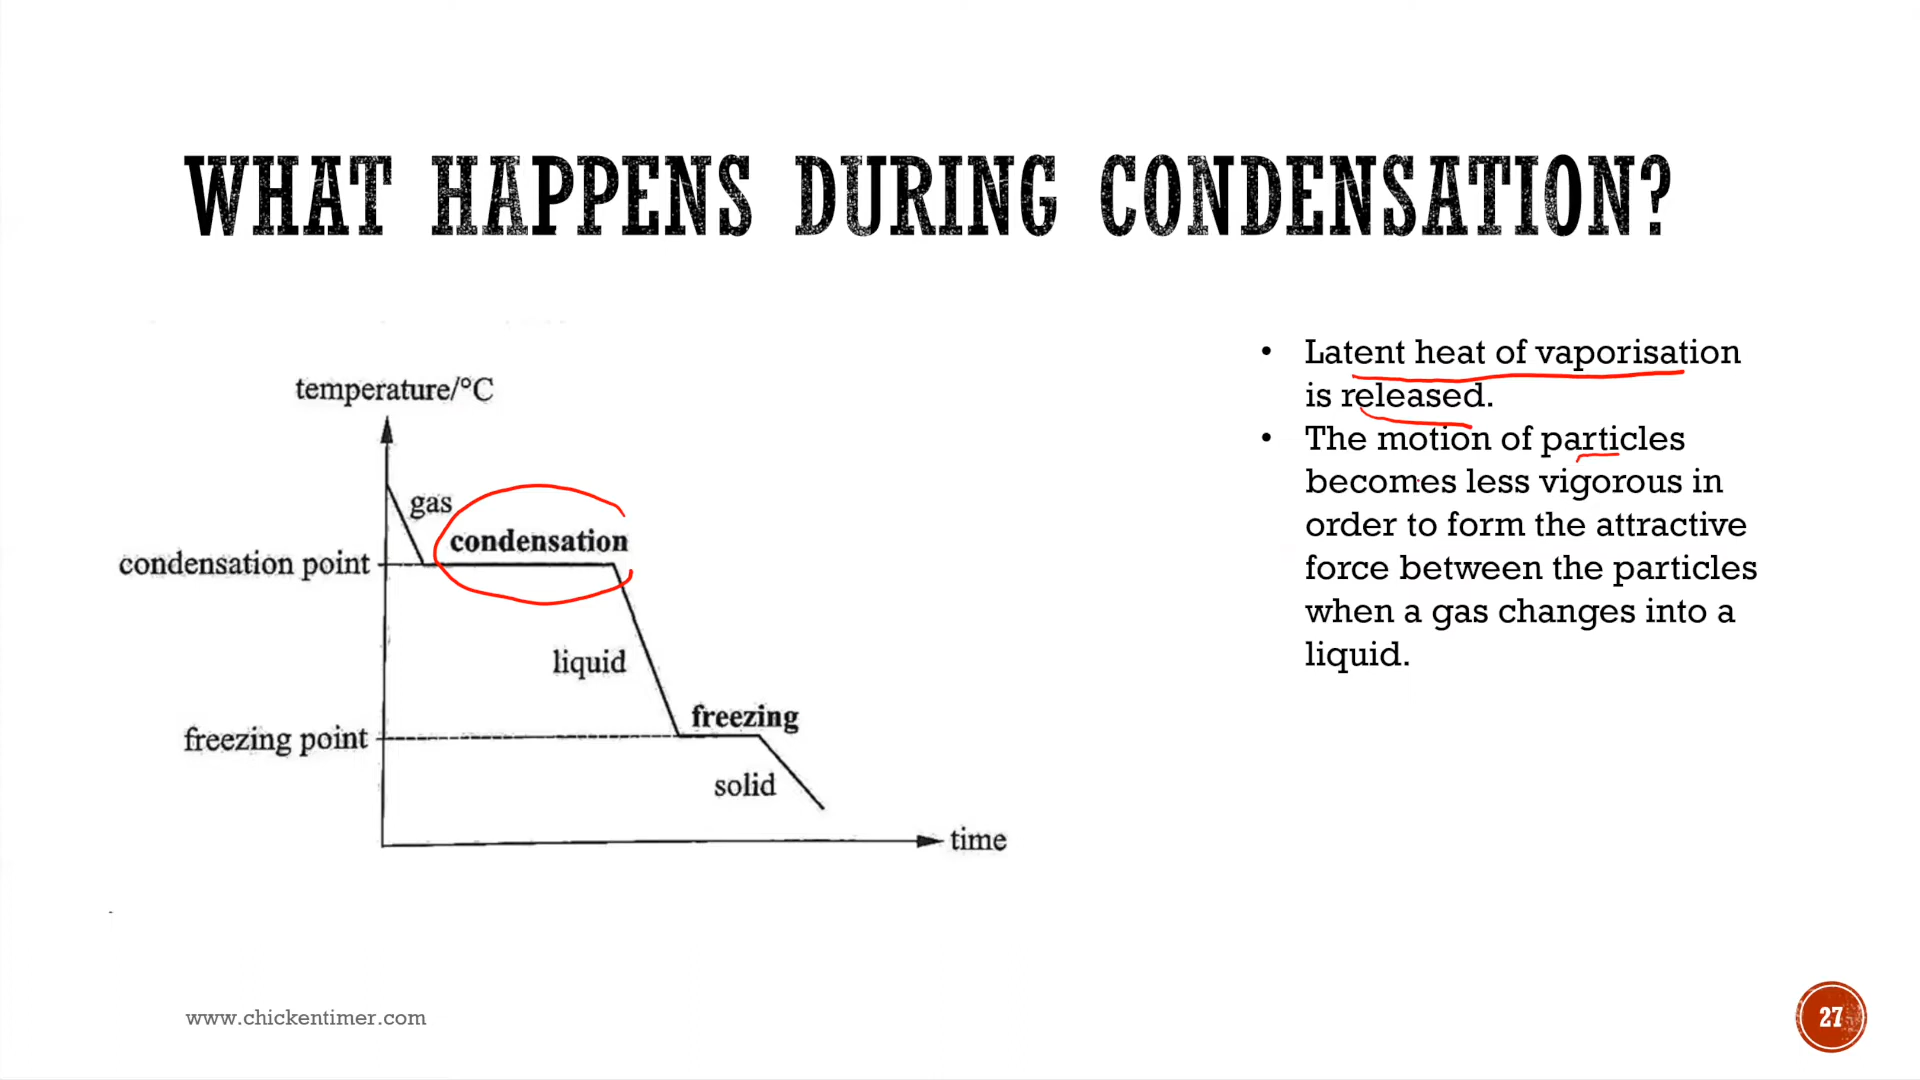 WHAT HAPPENS DURING CONDENSATION?
temperature/°C
gas
condensation
condensation point
liquid
freezing
freezing point
solid
time
• Latent heat of vaporisation
is released.
• The motion of particles
becomes less vigorous in
order to form the attractive
force between the particles
when a gas changes into a
liquid.
www.chickentimer.com
27